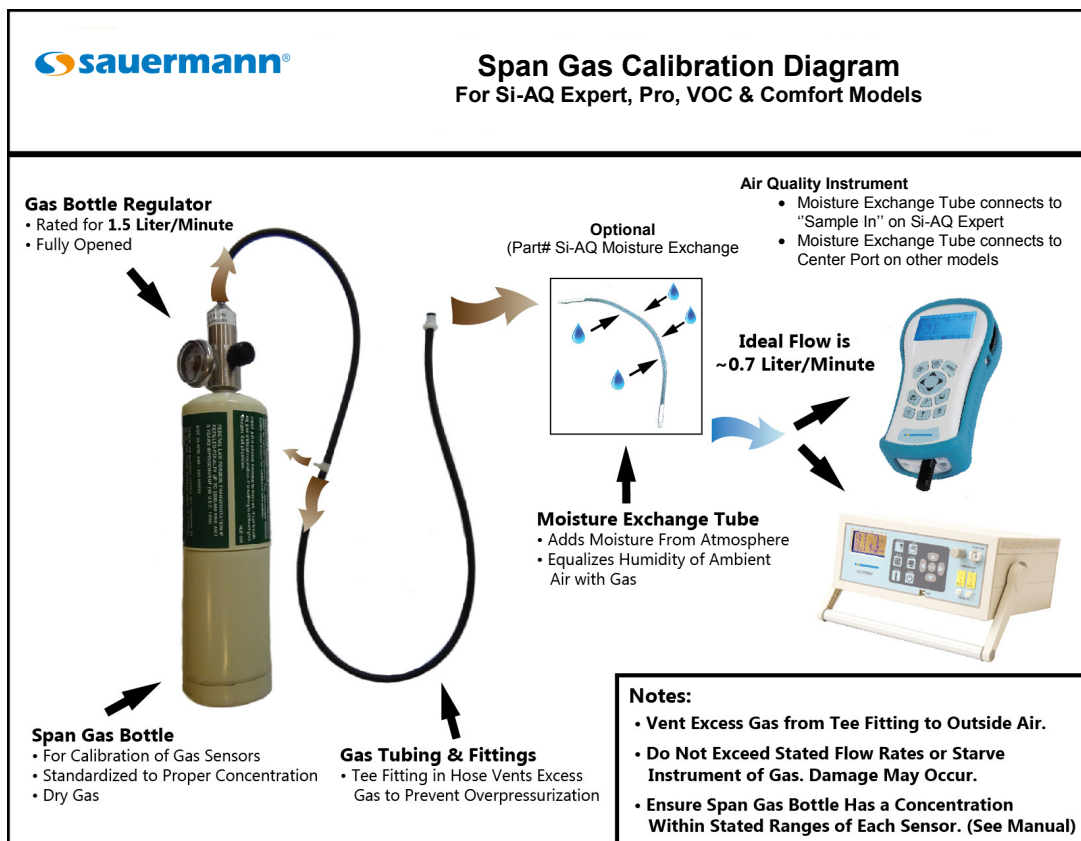 sauermann®
Span Gas Calibration Diagram
For Si-AQ Expert, Pro, VOC & Comfort Models
Gas Bottle Regulator
• Rated for 1.5 Liter/Minute
• Fully Opened
Optional
(Part# Si-AQ Moisture Exchange
Air Quality Instrument
• Moisture Exchange Tube connects to
‘‘Sample In’’ on Si-AQ Expert
• Moisture Exchange Tube connects to
Center Port on other models
Ideal Flow is
~0.7 Liter/Minute
sauermann
Moisture Exchange Tube
• Adds Moisture From Atmosphere
• Equalizes Humidity of Ambient
Air with Gas
sauermann
Span Gas Bottle
• For Calibration of Gas Sensors
• Standardized to Proper Concentration
• Dry Gas
Gas Tubing & Fittings
• Tee Fitting in Hose Vents Excess
Gas to Prevent Overpressurization
Notes:
• Vent Excess Gas from Tee Fitting to Outside Air.
• Do Not Exceed Stated Flow Rates or Starve
Instrument of Gas. Damage May Occur.
• Ensure Span Gas Bottle Has a Concentration
Within Stated Ranges of Each Sensor. (See Manual)